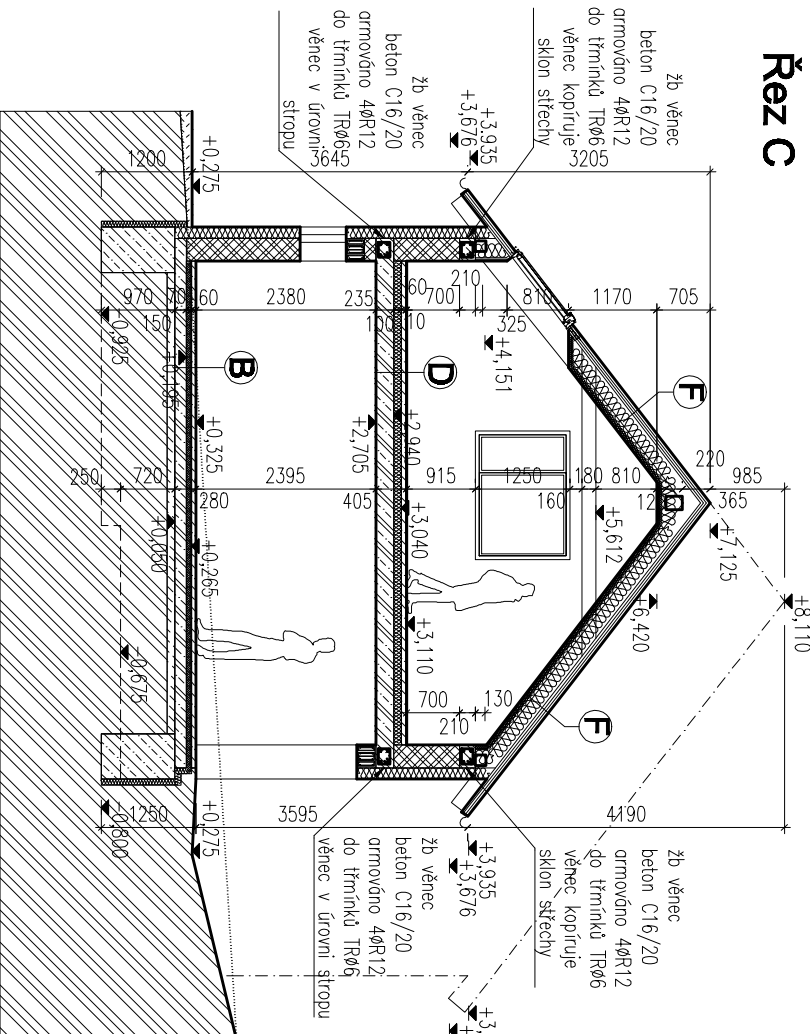 Řez C
žb věnec
beton C16/20
armováno 4øR12
do třmínků TRø6
věnec kopíruje
sklon střechy
žb věnec
beton C16/20
armováno 4øR12
do třmínků TRø6
věnec v úrovni
stropu
+3.935
+3,676
+0,275
1200
3645
3205
970
70
60
2380
235
60
700
210
810
1170
705
150
100
10
325
-0,925
+0,195
+4,151
B
D
F
+0,325
+2,705
+2,940
220
250
720
2395
915
1250
180
810
985
280
405
160
12
365
+0,050
+0,265
+3,040
+5,612
+7,125
-0,675
+3,110
+6,420
+8,110
700
130
210
F
1250
3595
4190
-0,800
+0,275
+3,935
+3,676
žb věnec
beton C16/20
armováno 4øR12
do třmínků TRø6
věnec kopíruje
sklon střechy
žb věnec
beton C16/20
armováno 4øR12
do třmínků TRø6
věnec v úrovni stropu
+3,